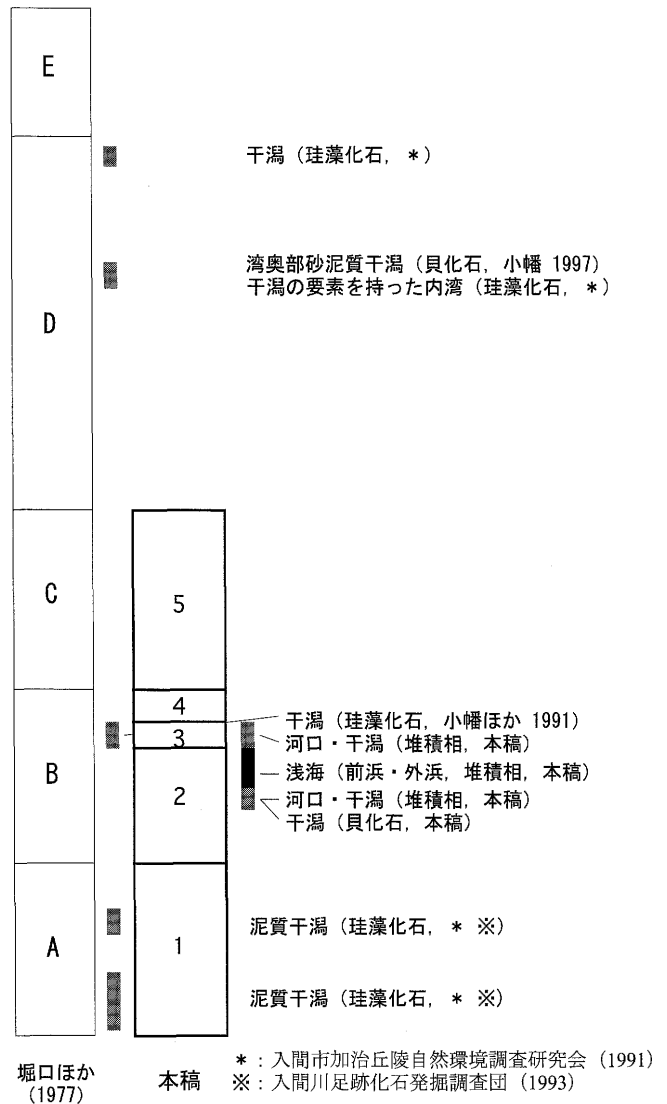 E
干潟（珪藻化石，＊）
湾奥部砂泥質干潟（貝化石，小幡 1997）
干潟の要素を持った内湾（珪藻化石，＊）
D
C
5
4
干潟（珪藻化石，小幡ほか 1991）
3
河口・干潟（堆積相，本稿）
B
浅海（前浜・外浜，堆積相，本稿）
2
河口・干潟（堆積相，本稿）
干潟（貝化石，本稿）
泥質干潟（珪藻化石，＊ ※）
A
1
泥質干潟（珪藻化石，＊ ※）
堀口ほか
(1977)
本稿
＊：入間市加治丘陵自然環境調査研究会（1991）
※：入間川足跡化石発掘調査団（1993）